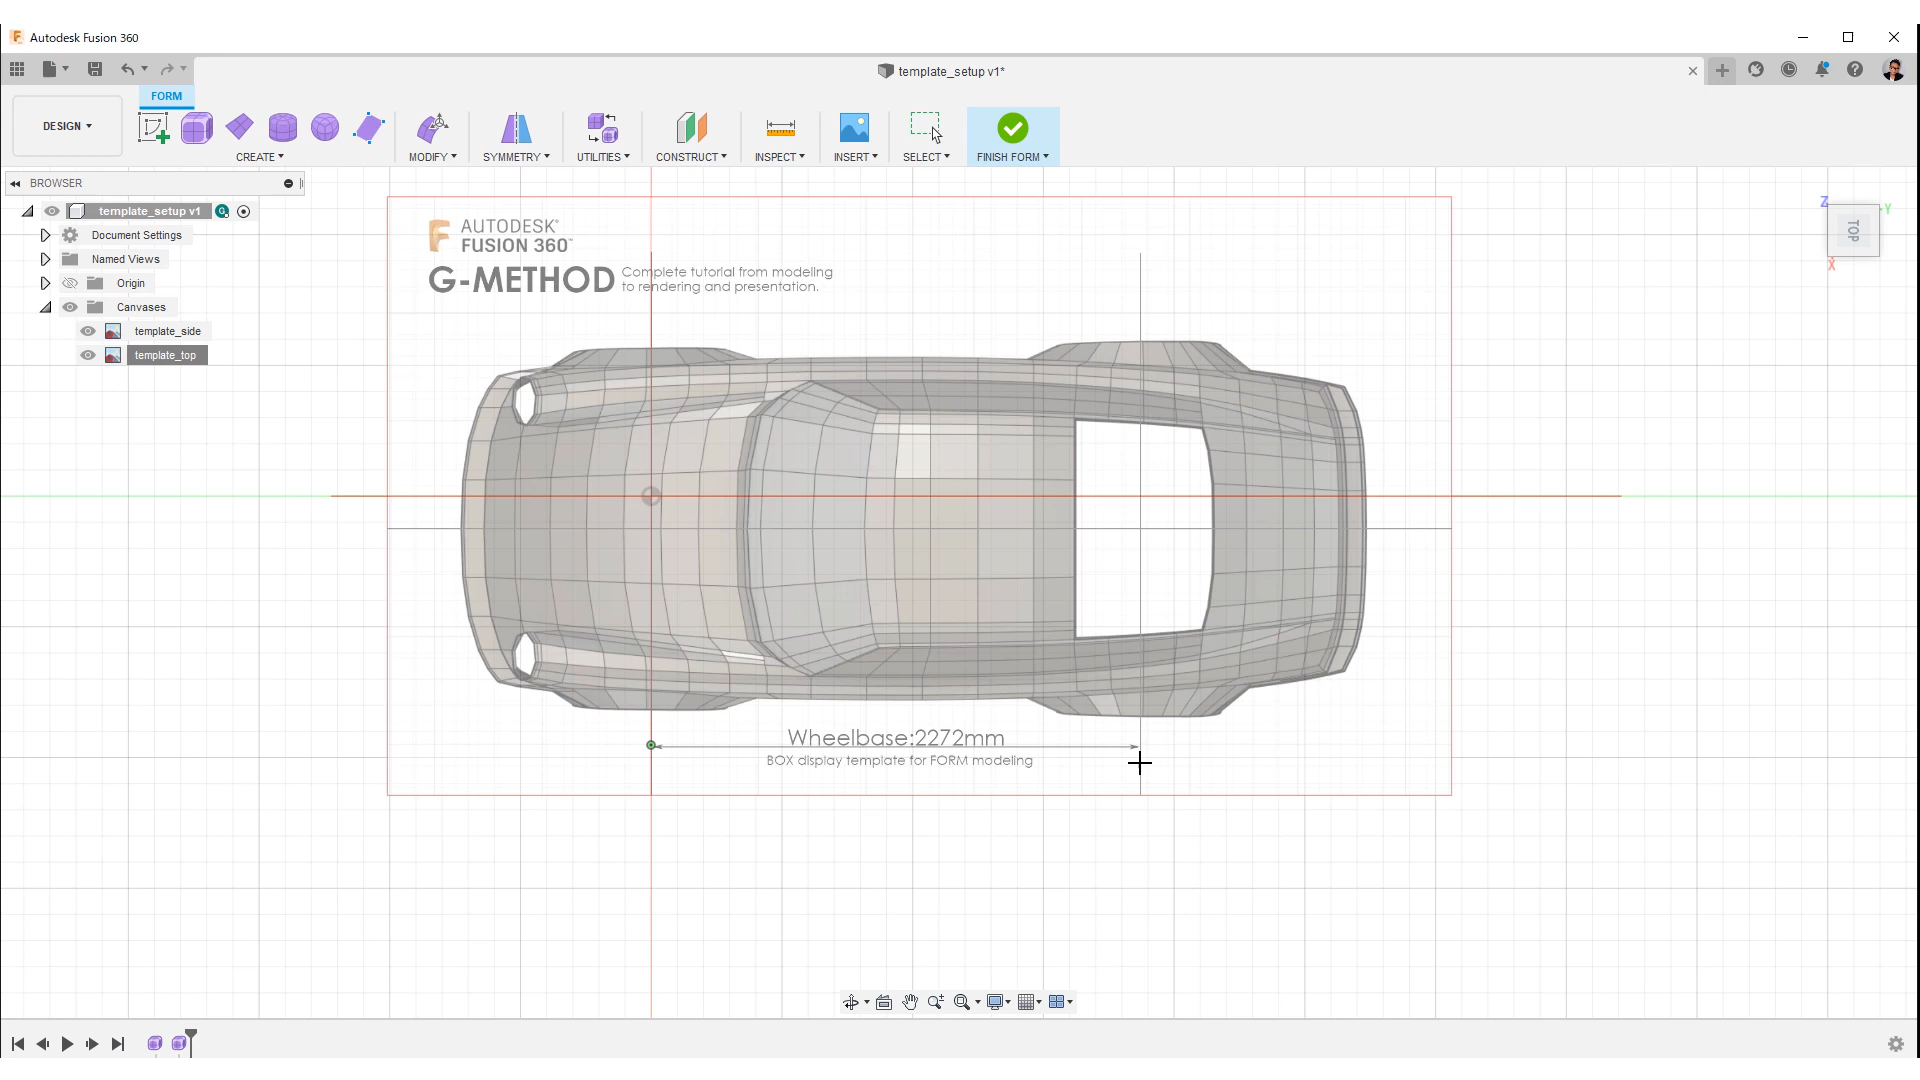 Autodesk Fusion 360
template_setup v1*
FORM
DESIGN
CREATE
MODIFY
SYMMETRY
UTILITIES
CONSTRUCT
INSPECT
INSERT
SELECT
FINISH FORM
BROWSER
template_setup v1
Document Settings
Named Views
Origin
Canvases
template_side
template_top
AUTODESK®
FUSION 360™
G-METHOD
Complete tutorial from modeling
to rendering and presentation.
Z
Y
TOP
X
Wheelbase:2272mm
BOX display template for FORM modeling